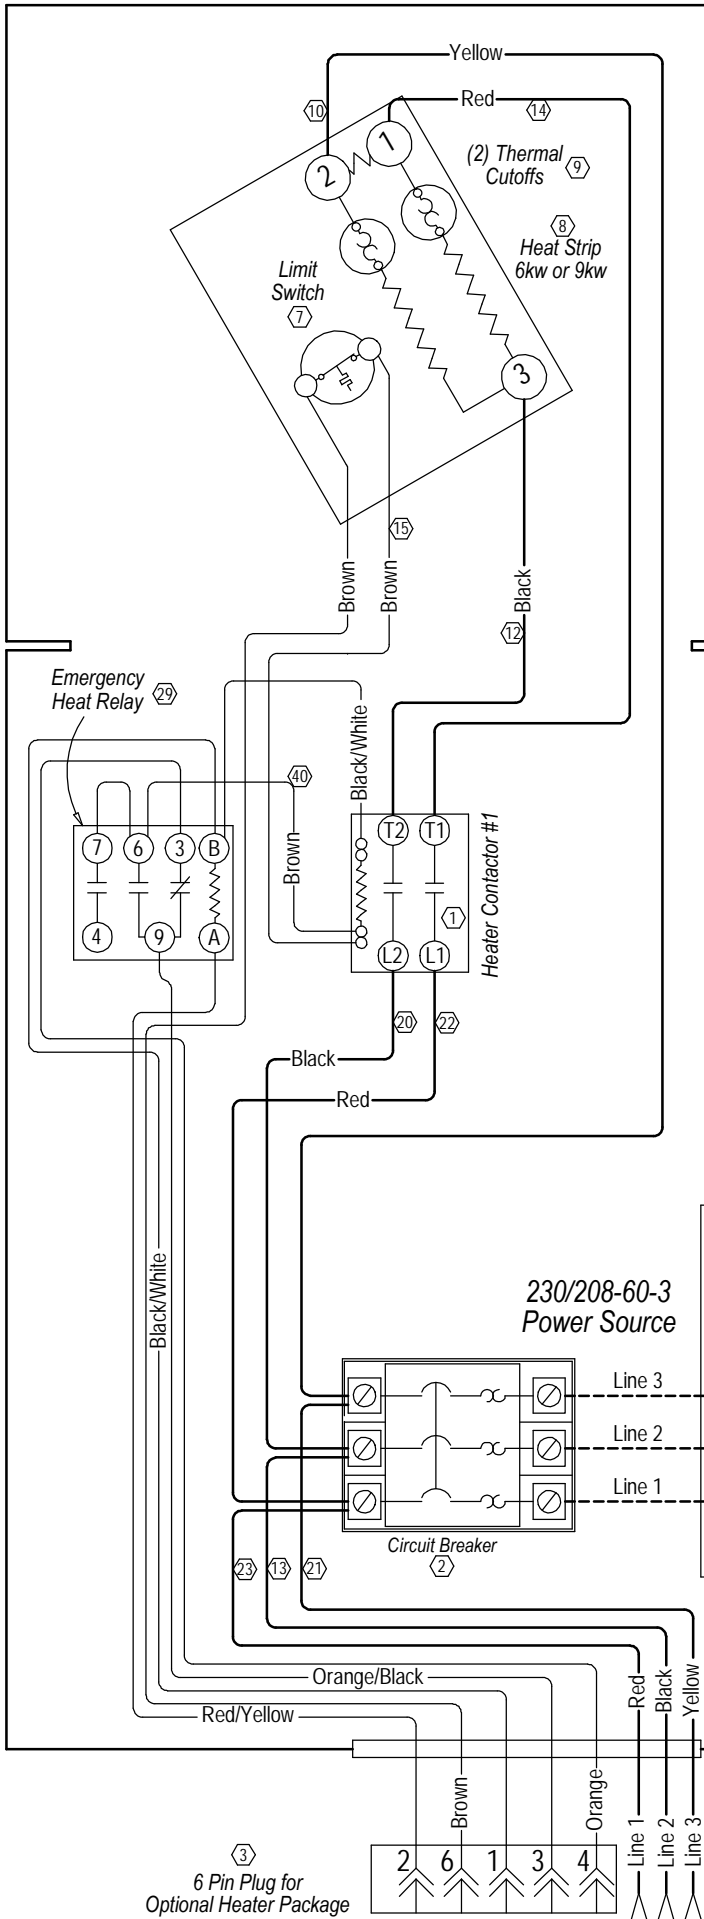 Yellow
10
Red
14
1
2
(2) Thermal
Cutoffs
9
8
Heat Strip
6kw or 9kw
Limit
Switch
7
3
15
Brown
Brown
Black
12
Emergency
Heat Relay
29
Black/White
40
7
6
3
B
Brown
T2
T1
Heater Contactor #1
1
4
9
A
L2
L1
20
22
Black
Red
Black/White
230/208-60-3
Power Source
Line 3
Line 2
Line 1
Circuit Breaker
2
23
13
21
Orange/Black
Red/Yellow
Red
Black
Yellow
Brown
Orange
Line 1
Line 2
Line 3
3
6 Pin Plug for
Optional Heater Package
2 6 1 3 4